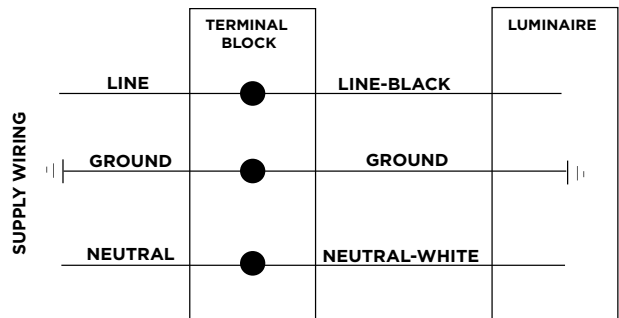 TERMINAL
BLOCK
LUMINAIRE
SUPPLY WIRING
LINE
LINE-BLACK
GROUND
GROUND
NEUTRAL
NEUTRAL-WHITE